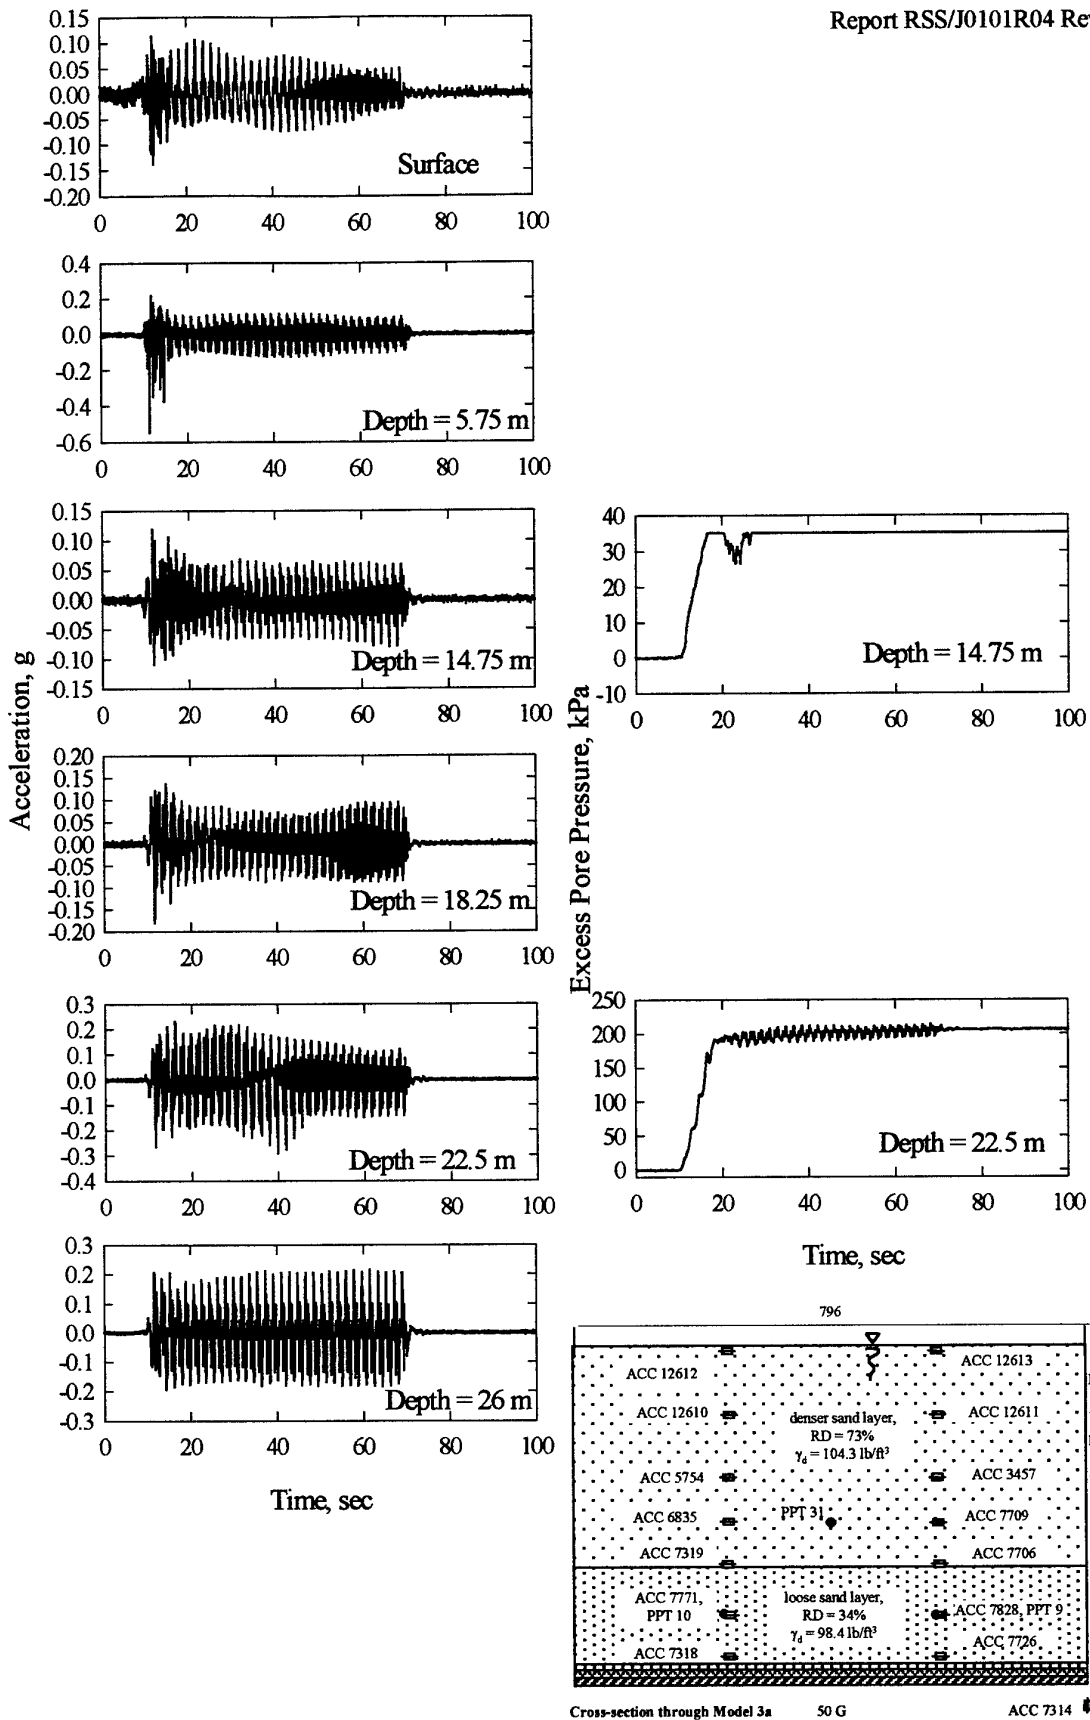 Report RSS/J0101R04 Re
0.15
0.10
0.05
0.00
-0.05
-0.10
-0.15
-0.20
Surface
0 20 40 60 80 100
0.4
0.2
0.0
-0.2
-0.4
-0.6
Depth = 5.75 m
0 20 40 60 80 100
0.15
0.10
0.05
0.00
-0.05
-0.10
-0.15
Depth = 14.75 m
0 20 40 60 80 100
Acceleration, g
0.20
0.15
0.10
0.05
0.00
-0.05
-0.10
-0.15
-0.20
Depth = 18.25 m
0 20 40 60 80 100
0.3
0.2
0.1
0.0
-0.1
-0.2
-0.3
-0.4
Depth = 22.5 m
0 20 40 60 80 100
0.3
0.2
0.1
0.0
-0.1
-0.2
-0.3
Depth = 26 m
0 20 40 60 80 100
Time, sec
40
30
20
10
0
-10
Depth = 14.75 m
0 20 40 60 80 100
Excess Pore Pressure, kPa
250
200
150
100
50
0
Depth = 22.5 m
0 20 40 60 80 100
Time, sec
796
ACC 12612
ACC 12613
ACC 12610
denser sand layer,
RD = 73%
γd = 104.3 lb/ft³
ACC 12611
ACC 5754
ACC 3457
ACC 6835
PPT 31
ACC 7709
ACC 7319
ACC 7706
ACC 7771,
PPT 10
loose sand layer,
RD = 34%
γd = 98.4 lb/ft³
ACC 7828, PPT 9
ACC 7318
ACC 7726
Cross-section through Model 3a 50 G ACC 7314